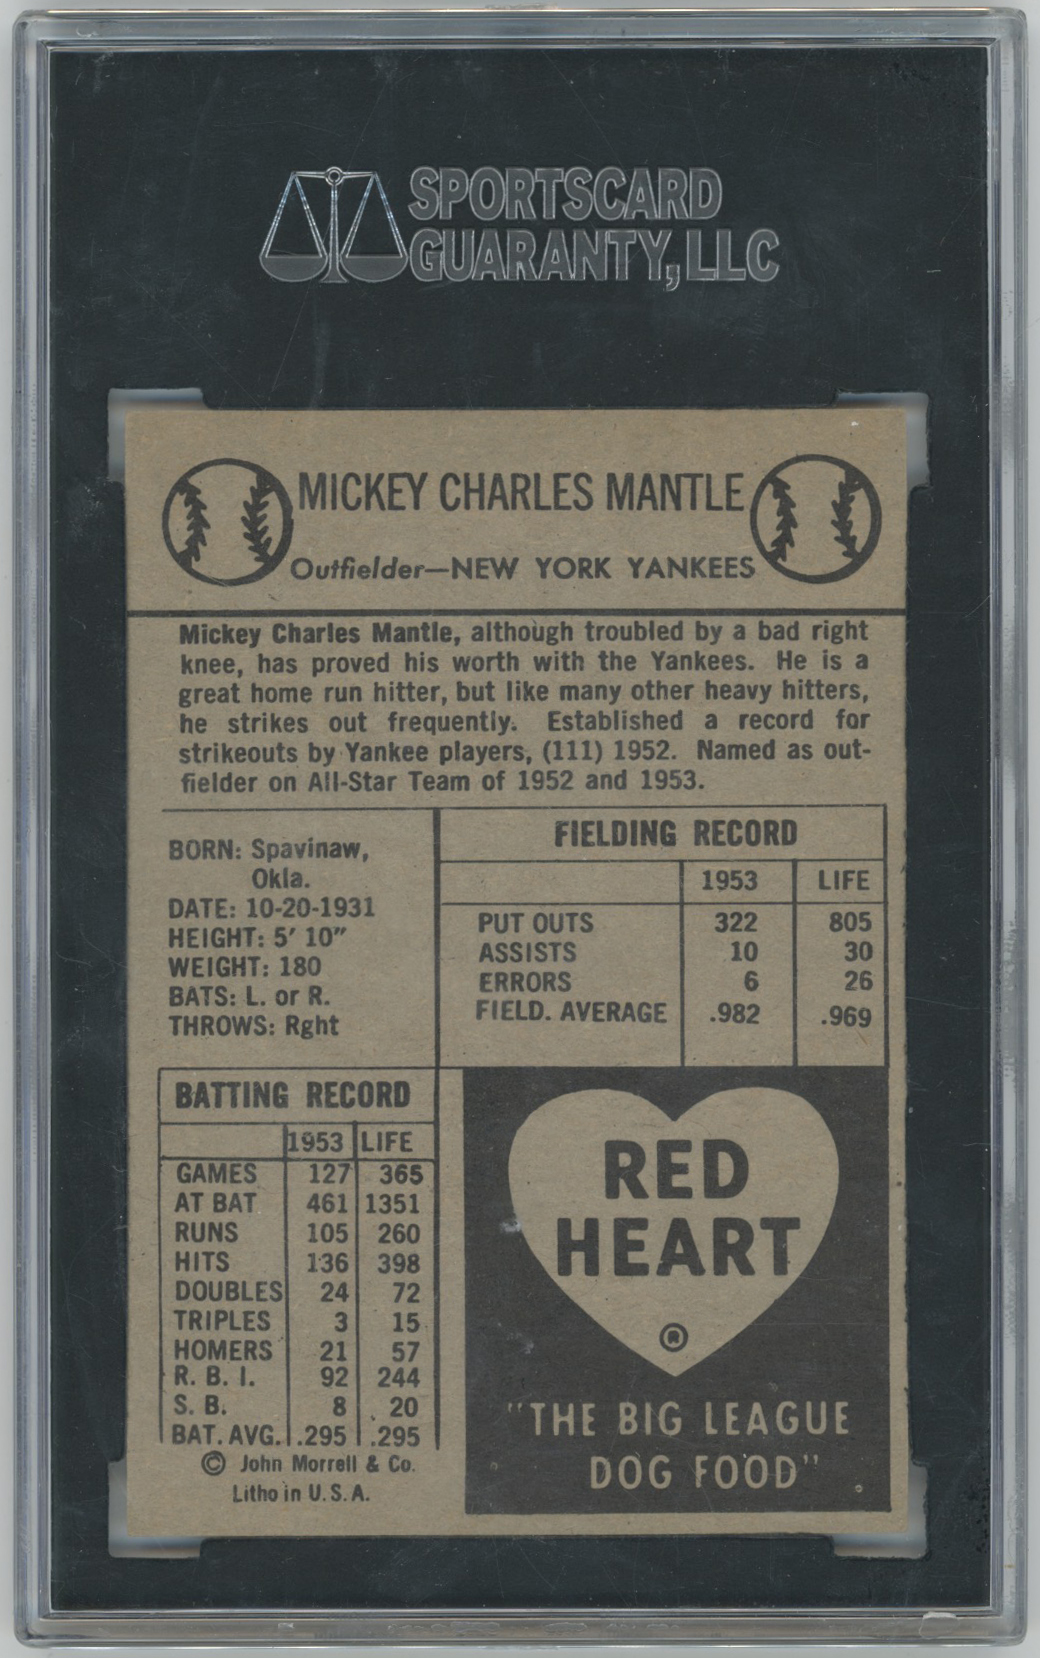 SPORTSCARD
GUARANTY, LLC
MICKEY CHARLES MANTLE
Outfielder—NEW YORK YANKEES
Mickey Charles Mantle, although troubled by a bad right
knee, has proved his worth with the Yankees. He is a
great home run hitter, but like many other heavy hitters,
he strikes out frequently. Established a record for
strikeouts by Yankee players, (111) 1952. Named as out-
fielder on All-Star Team of 1952 and 1953.
BORN: Spavinaw,
Okla.
DATE: 10-20-1931
HEIGHT: 5′ 10″
WEIGHT: 180
BATS: L. or R.
THROWS: Rght
FIELDING RECORD
1953 LIFE
PUT OUTS 322 805
ASSISTS 10 30
ERRORS 6 26
FIELD. AVERAGE .982 .969
BATTING RECORD
1953 LIFE
GAMES 127 365
AT BAT 461 1351
RUNS 105 260
HITS 136 398
DOUBLES 24 72
TRIPLES 3 15
HOMERS 21 57
R. B. I. 92 244
S. B. 8 20
BAT. AVG. .295 .295
© John Morrell & Co.
Litho in U. S. A.
RED
HEART
®
"THE BIG LEAGUE
DOG FOOD"